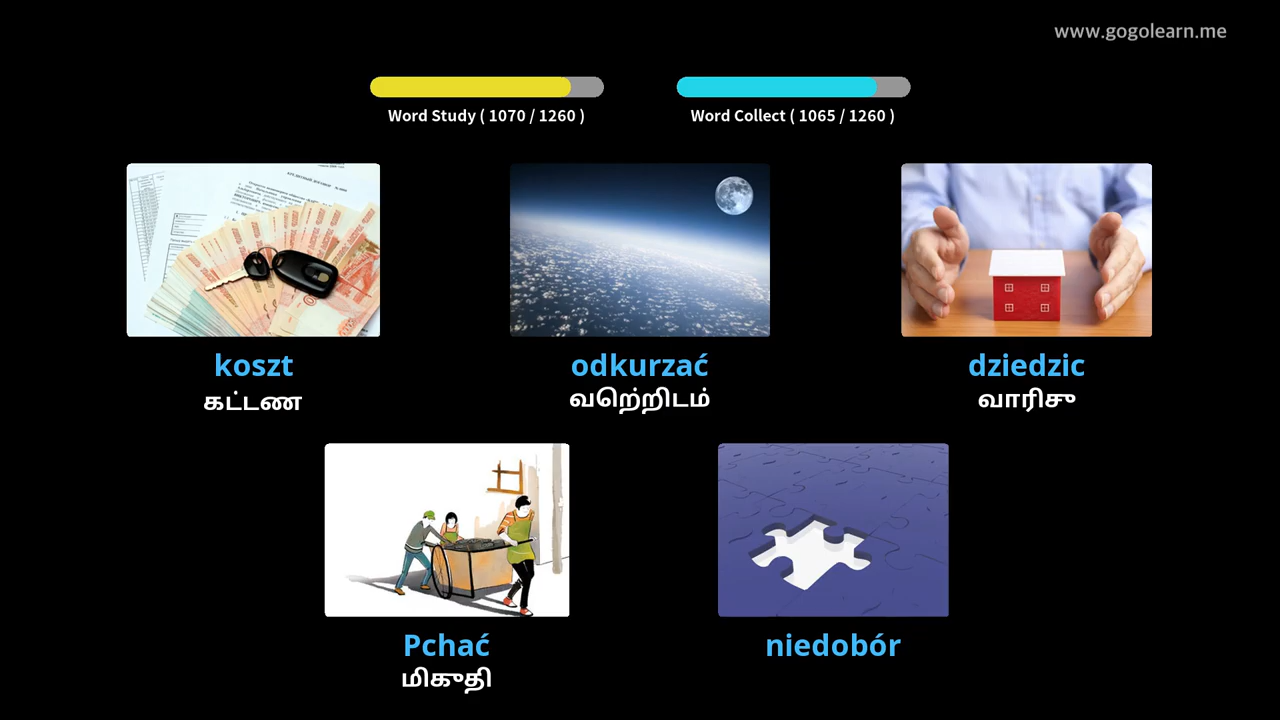 www.gogolearn.me
Word Study ( 1070 / 1260 )
Word Collect ( 1065 / 1260 )
koszt
கட்டண
odkurzać
வெற்றிடம்
dziedzic
வாரிசு
Pchać
மிகுதி
niedobór